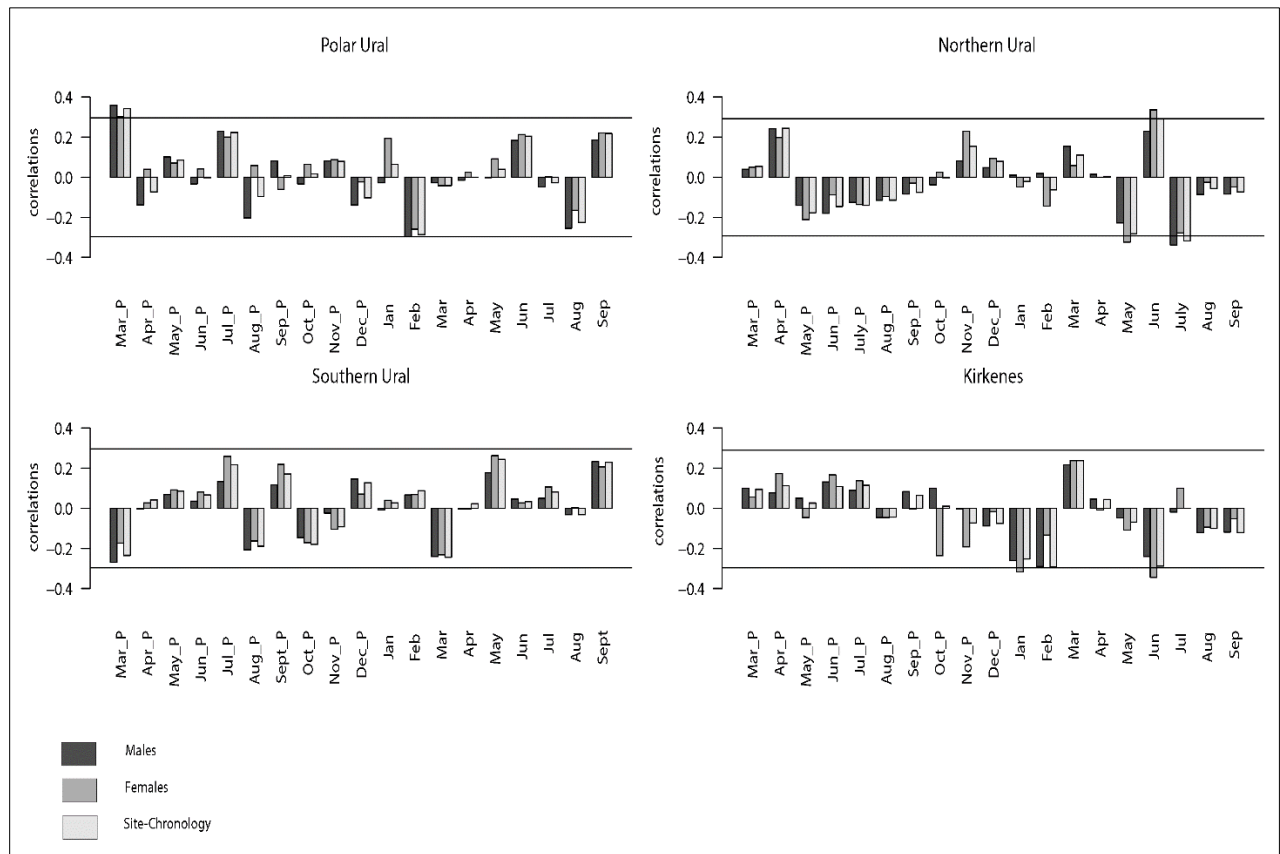 Polar Ural
correlations
0.4
0.2
0.0
−0.2
−0.4
Mar_P
Apr_P
May_P
Jun_P
Jul_P
Aug_P
Sep_P
Oct_P
Nov_P
Dec_P
Jan
Feb
Mar
Apr
May
Jun
Jul
Aug
Sep
Northern Ural
correlations
0.4
0.2
0.0
−0.2
−0.4
Mar_P
Apr_P
May_P
Jun_P
July_P
Aug_P
Sep_P
Oct_P
Nov_P
Dec_P
Jan
Feb
Mar
Apr
May
Jun
July
Aug
Sep
Southern Ural
correlations
0.4
0.2
0.0
−0.2
−0.4
Mar_P
Apr_P
May_P
Jun_P
Jul_P
Aug_P
Sept_P
Oct_P
Nov_P
Dec_P
Jan
Feb
Mar
Apr
May
Jun
Jul
Aug
Sept
Kirkenes
correlations
0.4
0.2
0.0
−0.2
−0.4
Mar_P
Apr_P
May_P
Jun_P
Jul_P
Aug_P
Sep_P
Oct_P
Nov_P
Dec_P
Jan
Feb
Mar
Apr
May
Jun
Jul
Aug
Sep
Males
Females
Site-Chronology